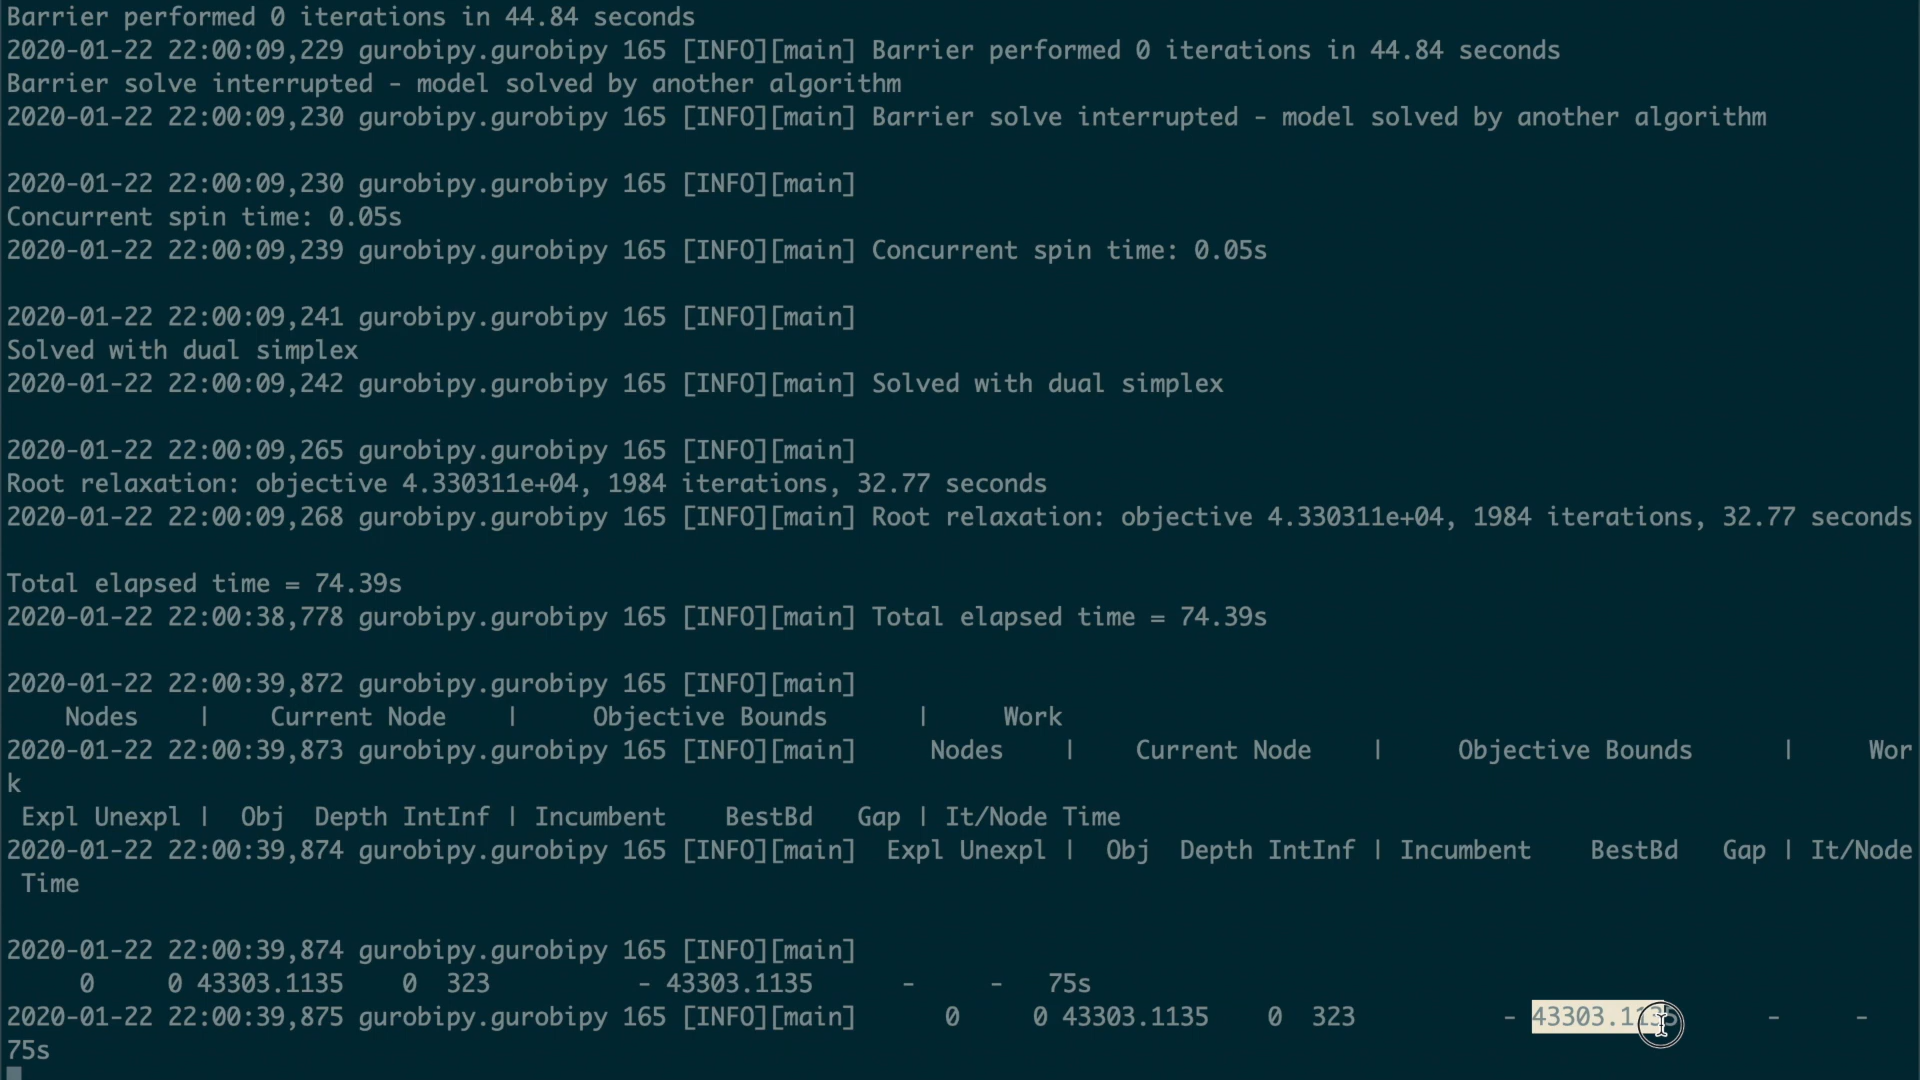 Barrier performed 0 iterations in 44.84 seconds
2020-01-22 22:00:09,229 gurobipy.gurobipy 165 [INFO][main] Barrier performed 0 iterations in 44.84 seconds
Barrier solve interrupted - model solved by another algorithm
2020-01-22 22:00:09,230 gurobipy.gurobipy 165 [INFO][main] Barrier solve interrupted - model solved by another algorithm
2020-01-22 22:00:09,230 gurobipy.gurobipy 165 [INFO][main]
Concurrent spin time: 0.05s
2020-01-22 22:00:09,239 gurobipy.gurobipy 165 [INFO][main] Concurrent spin time: 0.05s
2020-01-22 22:00:09,241 gurobipy.gurobipy 165 [INFO][main]
Solved with dual simplex
2020-01-22 22:00:09,242 gurobipy.gurobipy 165 [INFO][main] Solved with dual simplex
2020-01-22 22:00:09,265 gurobipy.gurobipy 165 [INFO][main]
Root relaxation: objective 4.330311e+04, 1984 iterations, 32.77 seconds
2020-01-22 22:00:09,268 gurobipy.gurobipy 165 [INFO][main] Root relaxation: objective 4.330311e+04, 1984 iterations, 32.77 seconds
Total elapsed time = 74.39s
2020-01-22 22:00:38,778 gurobipy.gurobipy 165 [INFO][main] Total elapsed time = 74.39s
2020-01-22 22:00:39,872 gurobipy.gurobipy 165 [INFO][main]
Nodes | Current Node | Objective Bounds | Work
2020-01-22 22:00:39,873 gurobipy.gurobipy 165 [INFO][main] Nodes | Current Node | Objective Bounds | Wor
k
Expl Unexpl | Obj Depth IntInf | Incumbent BestBd Gap | It/Node Time
2020-01-22 22:00:39,874 gurobipy.gurobipy 165 [INFO][main] Expl Unexpl | Obj Depth IntInf | Incumbent BestBd Gap | It/Node
Time
2020-01-22 22:00:39,874 gurobipy.gurobipy 165 [INFO][main]
0 0 43303.1135 0 323 - 43303.1135 - - 75s
2020-01-22 22:00:39,875 gurobipy.gurobipy 165 [INFO][main] 0 0 43303.1135 0 323 - 43303.1135 - -
75s